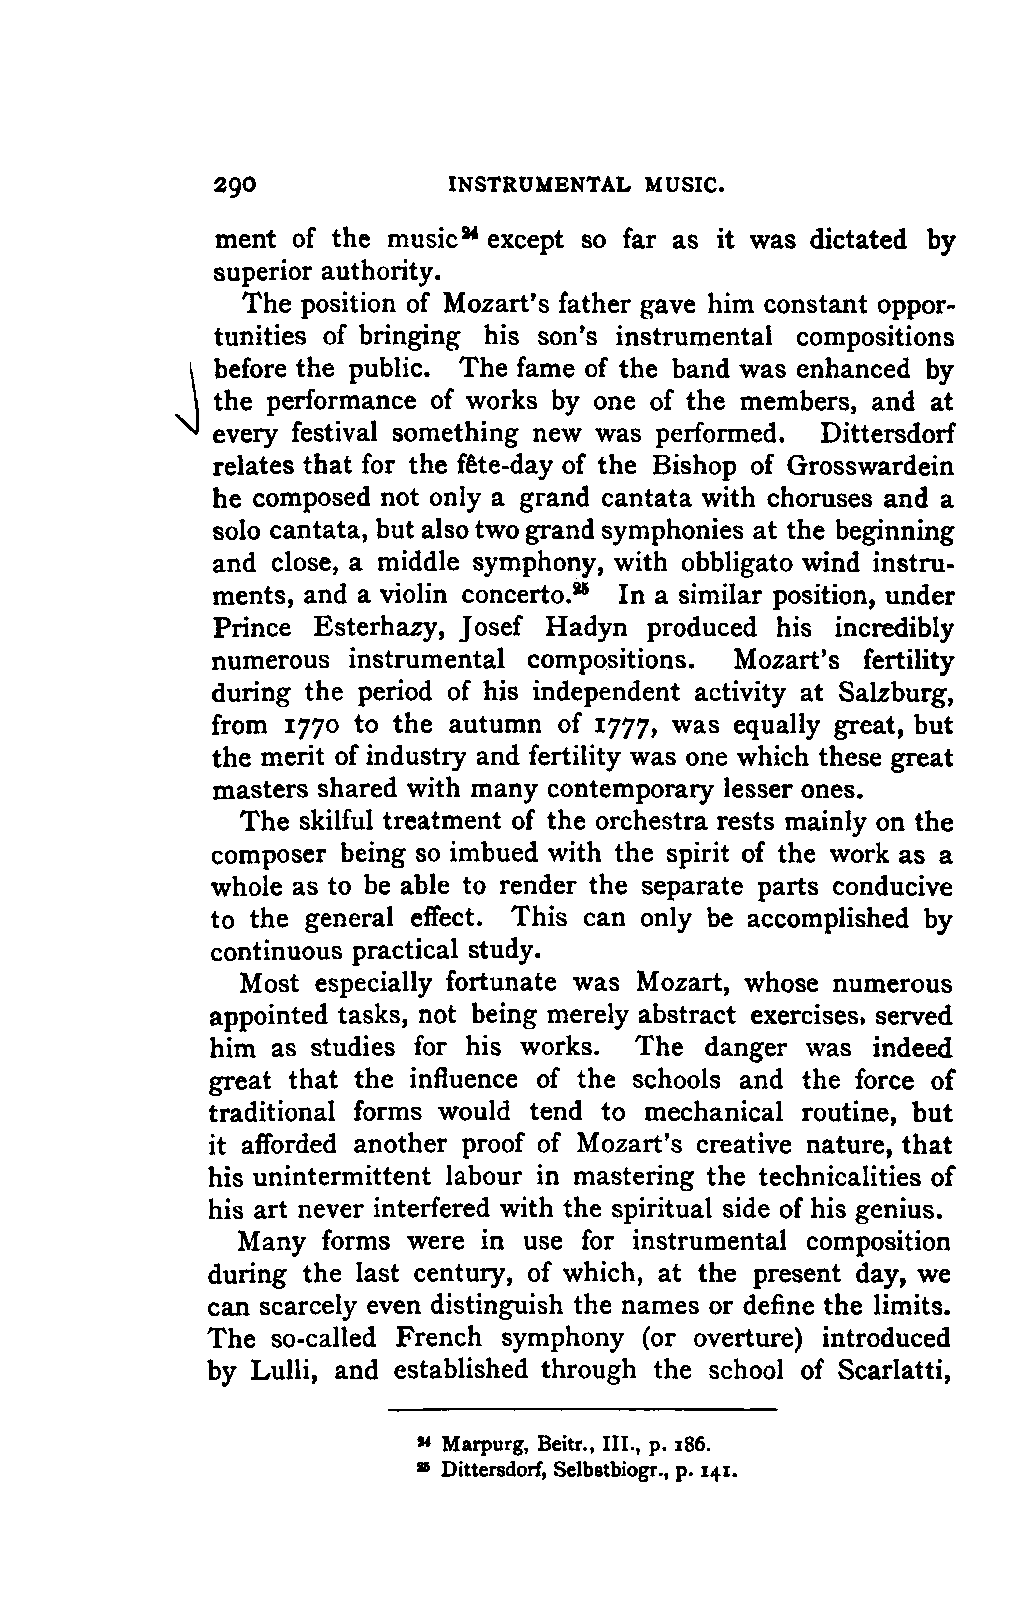 290 INSTRUMENTAL MUSIC.
ment of the music²⁴ except so far as it was dictated by
superior authority.
The position of Mozart's father gave him constant oppor-
tunities of bringing his son's instrumental compositions
before the public. The fame of the band was enhanced by
the performance of works by one of the members, and at
every festival something new was performed. Dittersdorf
relates that for the fête-day of the Bishop of Grosswardein
he composed not only a grand cantata with choruses and a
solo cantata, but also two grand symphonies at the beginning
and close, a middle symphony, with obbligato wind instru-
ments, and a violin concerto.²⁵ In a similar position, under
Prince Esterhazy, Josef Hadyn produced his incredibly
numerous instrumental compositions. Mozart's fertility
during the period of his independent activity at Salzburg,
from 1770 to the autumn of 1777, was equally great, but
the merit of industry and fertility was one which these great
masters shared with many contemporary lesser ones.
The skilful treatment of the orchestra rests mainly on the
composer being so imbued with the spirit of the work as a
whole as to be able to render the separate parts conducive
to the general effect. This can only be accomplished by
continuous practical study.
Most especially fortunate was Mozart, whose numerous
appointed tasks, not being merely abstract exercises, served
him as studies for his works. The danger was indeed
great that the influence of the schools and the force of
traditional forms would tend to mechanical routine, but
it afforded another proof of Mozart's creative nature, that
his unintermittent labour in mastering the technicalities of
his art never interfered with the spiritual side of his genius.
Many forms were in use for instrumental composition
during the last century, of which, at the present day, we
can scarcely even distinguish the names or define the limits.
The so-called French symphony (or overture) introduced
by Lulli, and established through the school of Scarlatti,
²⁴ Marpurg, Beitr., III., p. 186.
²⁵ Dittersdorf, Selbstbiogr., p. 141.